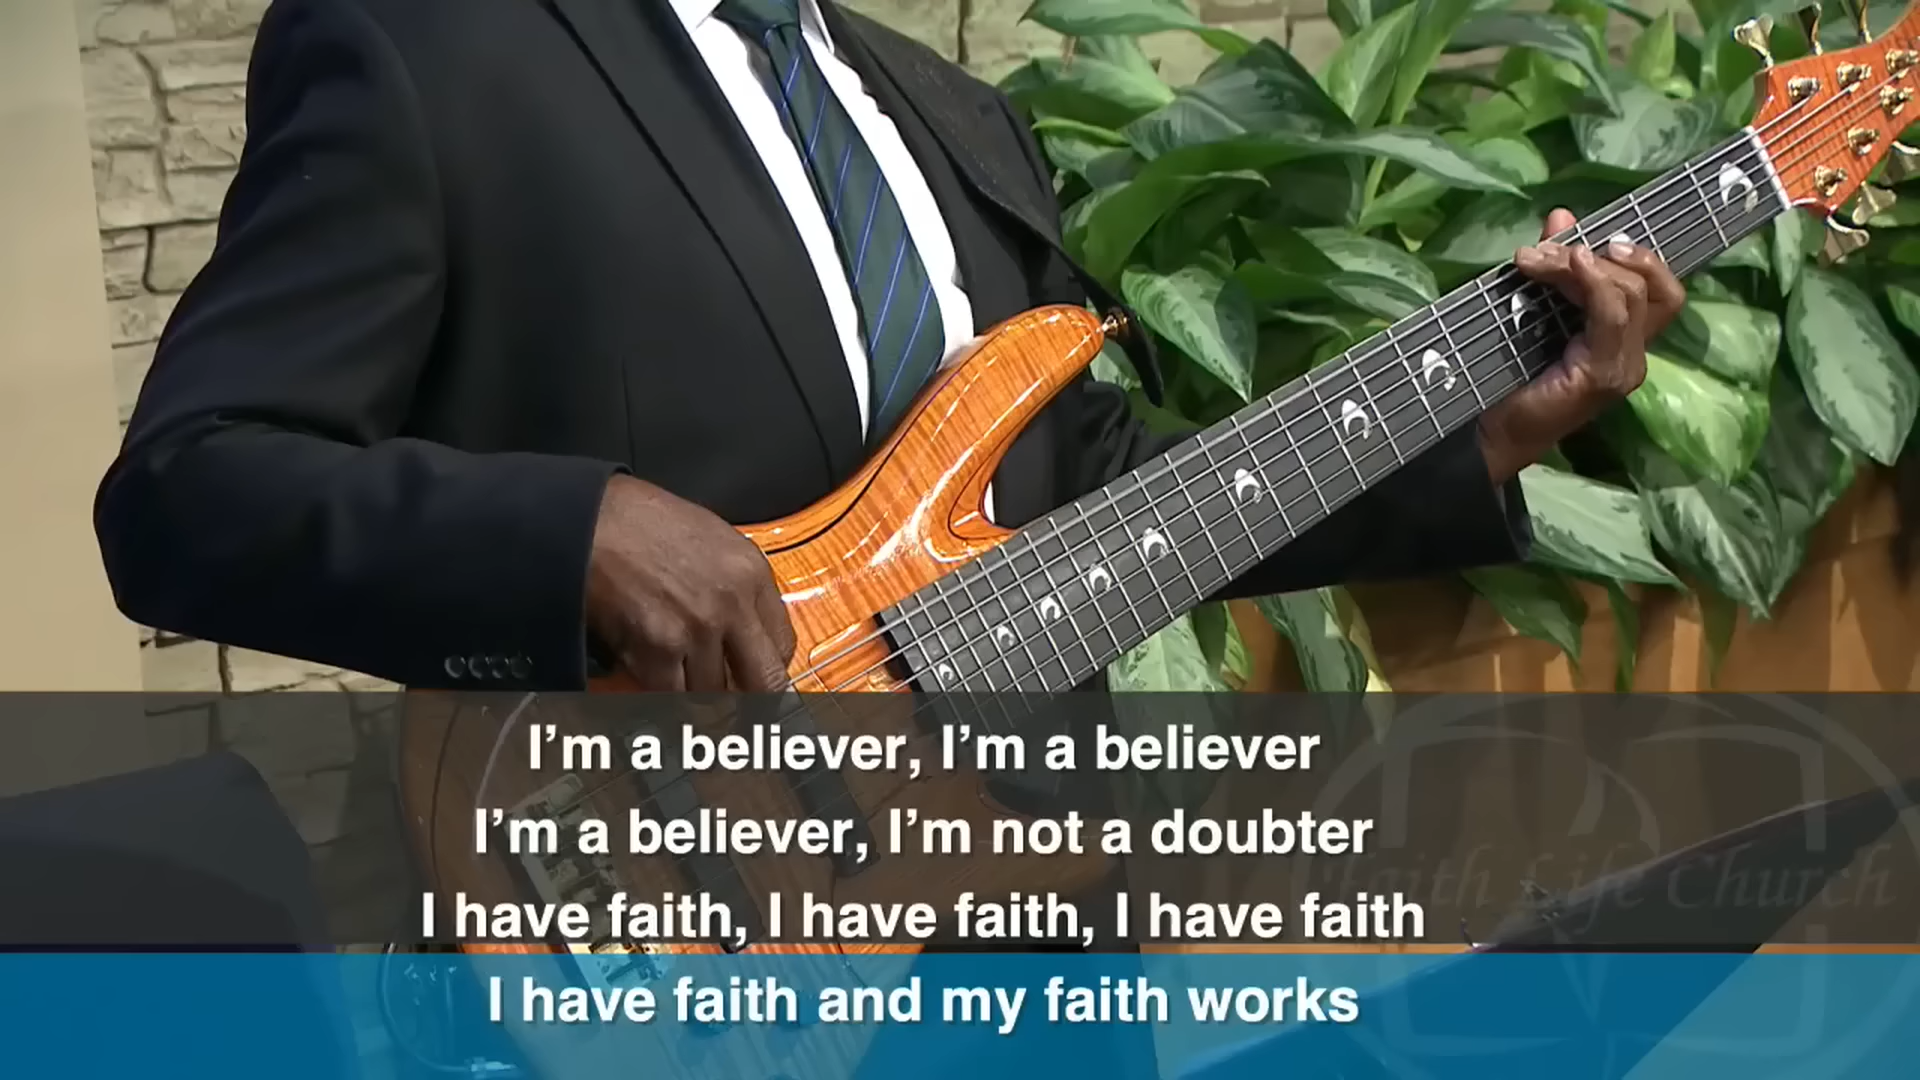 I’m a believer, I’m a believer
I’m a believer, I’m not a doubter
I have faith, I have faith, I have faith
I have faith and my faith works
Faith Life Church